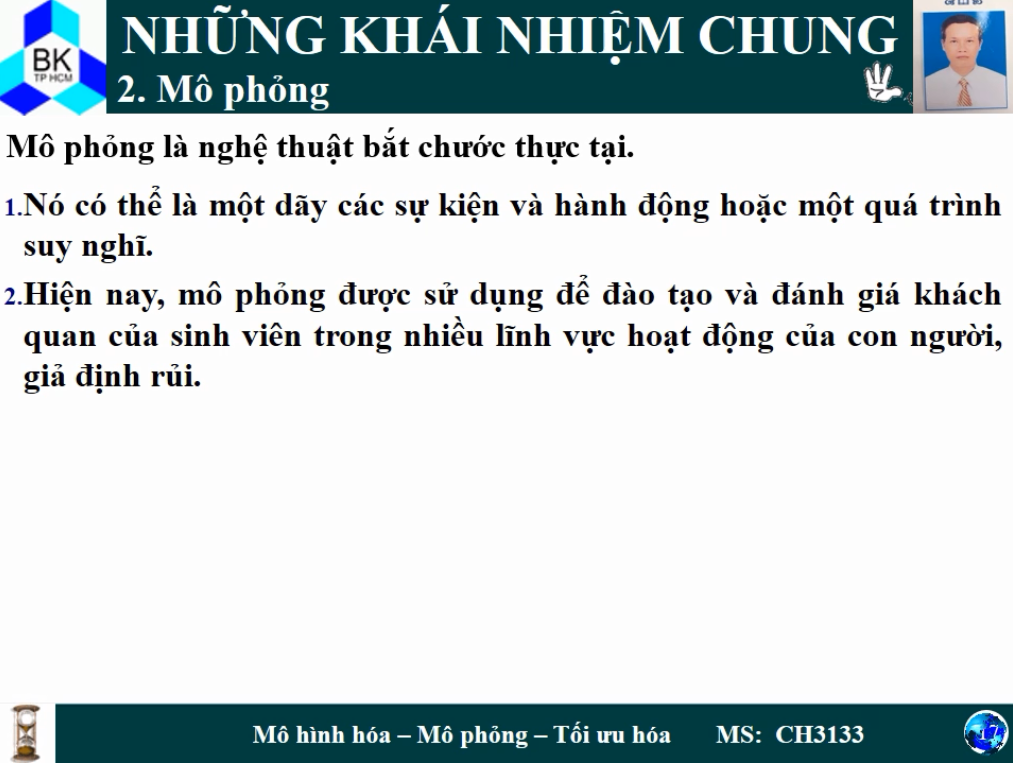 BK
TP HCM
NHỮNG KHÁI NHIỆM CHUNG
2. Mô phỏng
Mô phỏng là nghệ thuật bắt chước thực tại.
1.Nó có thể là một dãy các sự kiện và hành động hoặc một quá trình
suy nghĩ.
2.Hiện nay, mô phỏng được sử dụng để đào tạo và đánh giá khách
quan của sinh viên trong nhiều lĩnh vực hoạt động của con người,
giả định rủi.
Mô hình hóa – Mô phỏng – Tối ưu hóa MS: CH3133
17